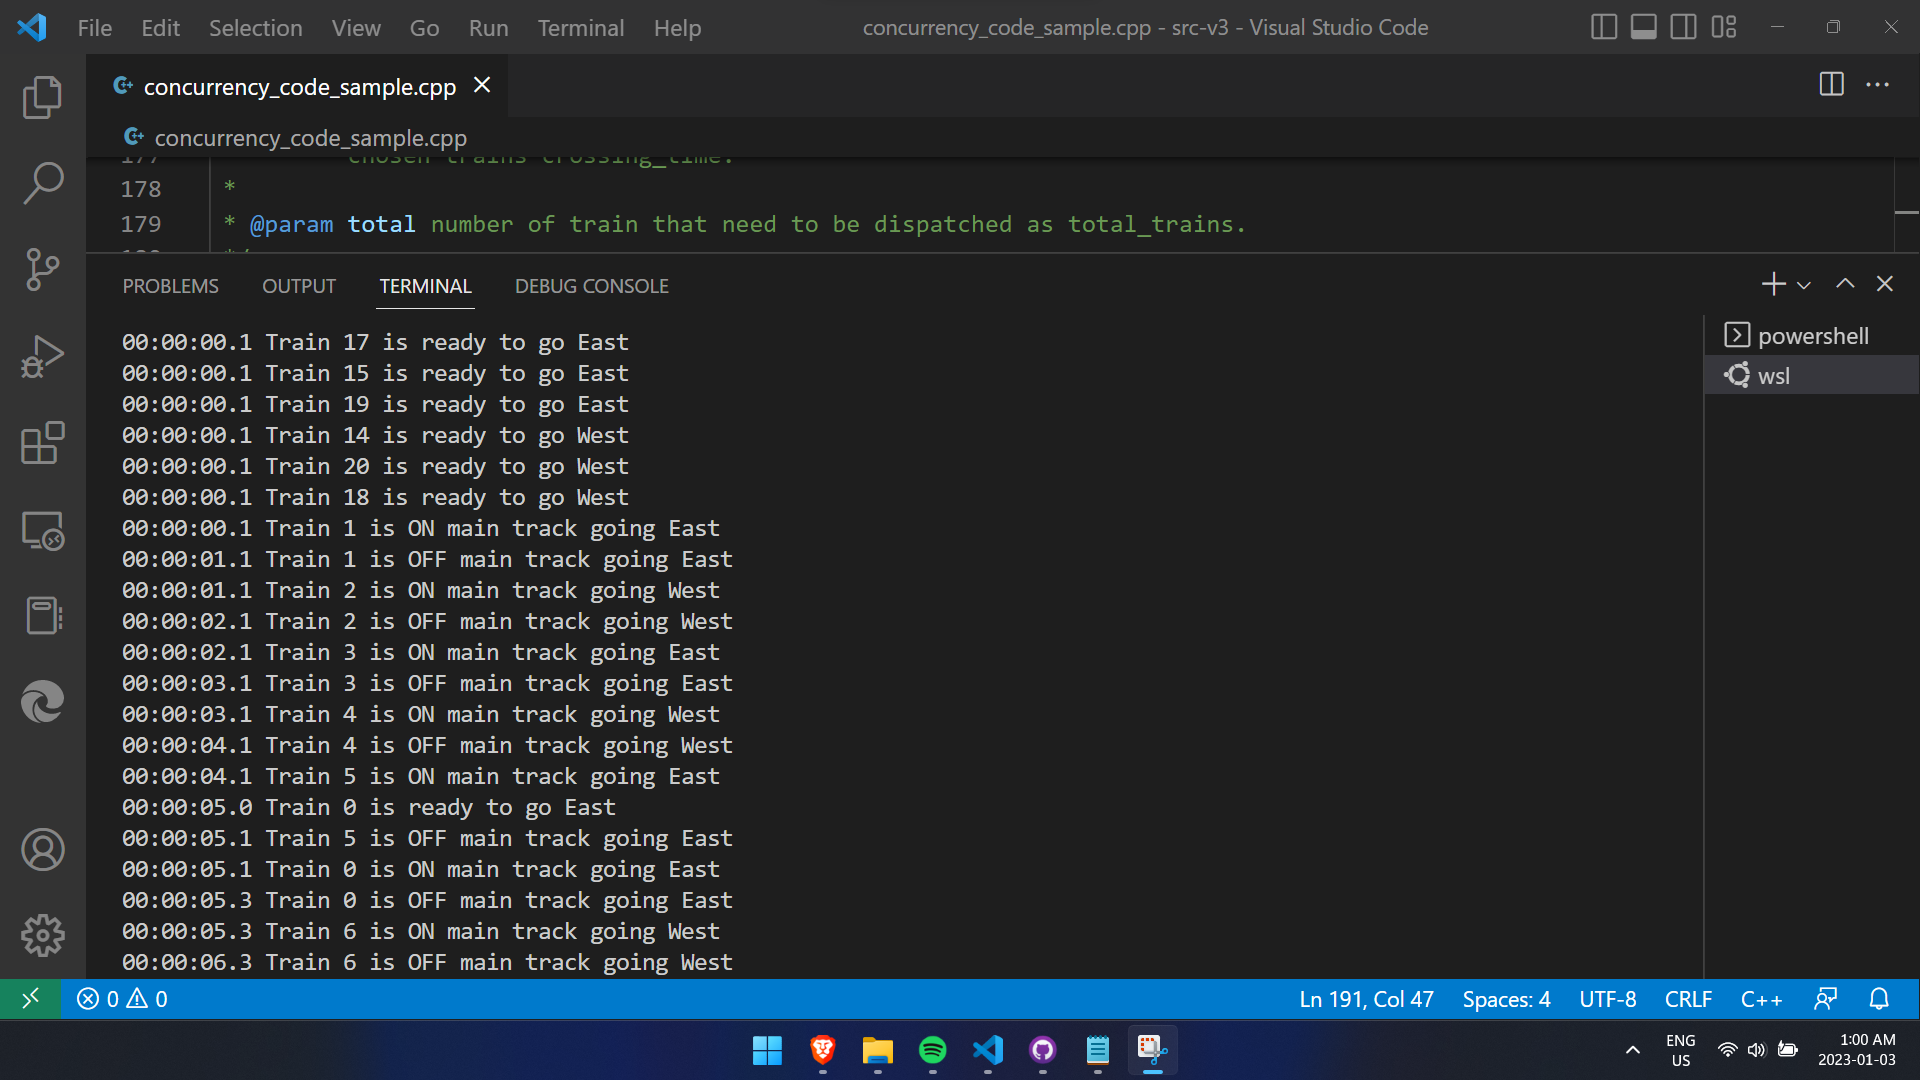 File Edit Selection View Go Run Terminal Help concurrency_code_sample.cpp - src-v3 - Visual Studio Code
concurrency_code_sample.cpp
concurrency_code_sample.cpp
177 chosen trains crossing_time.
178 *
179 * @param total number of train that need to be dispatched as total_trains.
PROBLEMS OUTPUT TERMINAL DEBUG CONSOLE
powershell
wsl
00:00:00.1 Train 17 is ready to go East
00:00:00.1 Train 15 is ready to go East
00:00:00.1 Train 19 is ready to go East
00:00:00.1 Train 14 is ready to go West
00:00:00.1 Train 20 is ready to go West
00:00:00.1 Train 18 is ready to go West
00:00:00.1 Train 1 is ON main track going East
00:00:01.1 Train 1 is OFF main track going East
00:00:01.1 Train 2 is ON main track going West
00:00:02.1 Train 2 is OFF main track going West
00:00:02.1 Train 3 is ON main track going East
00:00:03.1 Train 3 is OFF main track going East
00:00:03.1 Train 4 is ON main track going West
00:00:04.1 Train 4 is OFF main track going West
00:00:04.1 Train 5 is ON main track going East
00:00:05.0 Train 0 is ready to go East
00:00:05.1 Train 5 is OFF main track going East
00:00:05.1 Train 0 is ON main track going East
00:00:05.3 Train 0 is OFF main track going East
00:00:05.3 Train 6 is ON main track going West
00:00:06.3 Train 6 is OFF main track going West
0 0 Ln 191, Col 47 Spaces: 4 UTF-8 CRLF C++
ENG US
1:00 AM
2023-01-03